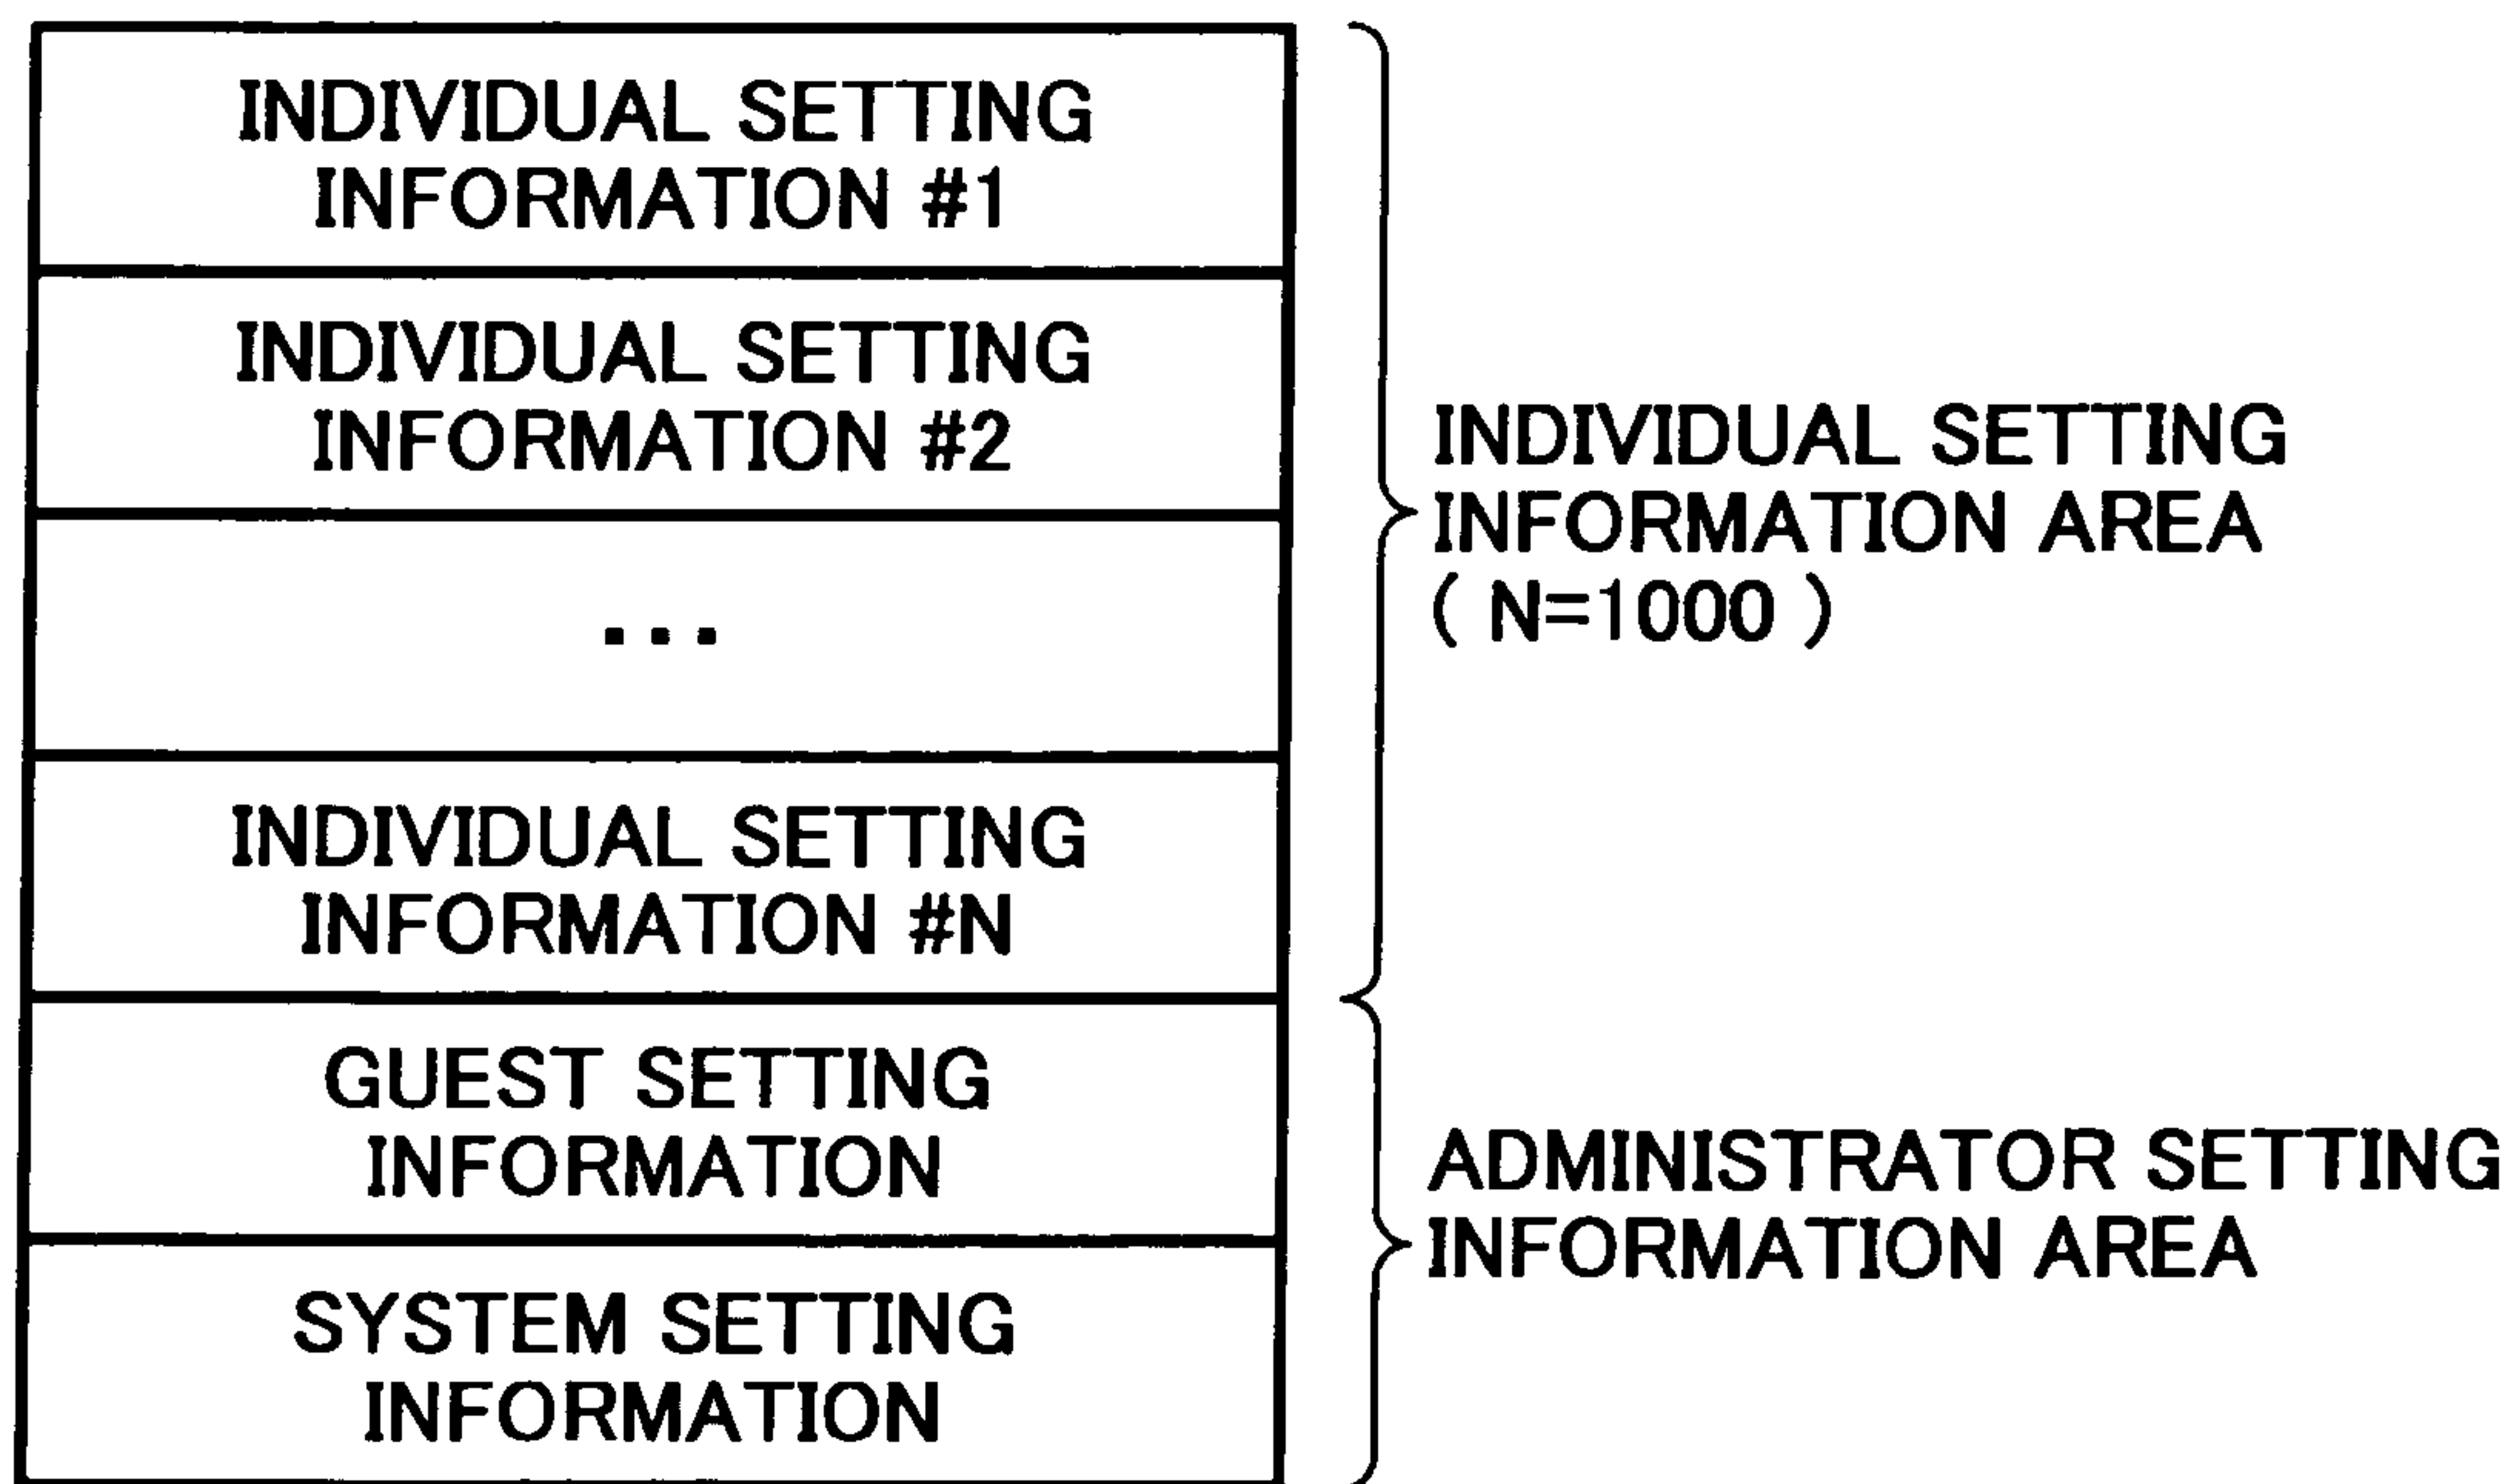 INDIVIDUAL SETTING
INFORMATION #1
INDIVIDUAL SETTING
INFORMATION #2
...
INDIVIDUAL SETTING
INFORMATION #N
GUEST SETTING
INFORMATION
SYSTEM SETTING
INFORMATION
INDIVIDUAL SETTING
INFORMATION AREA
( N=1000 )
ADMINISTRATOR SETTING
INFORMATION AREA